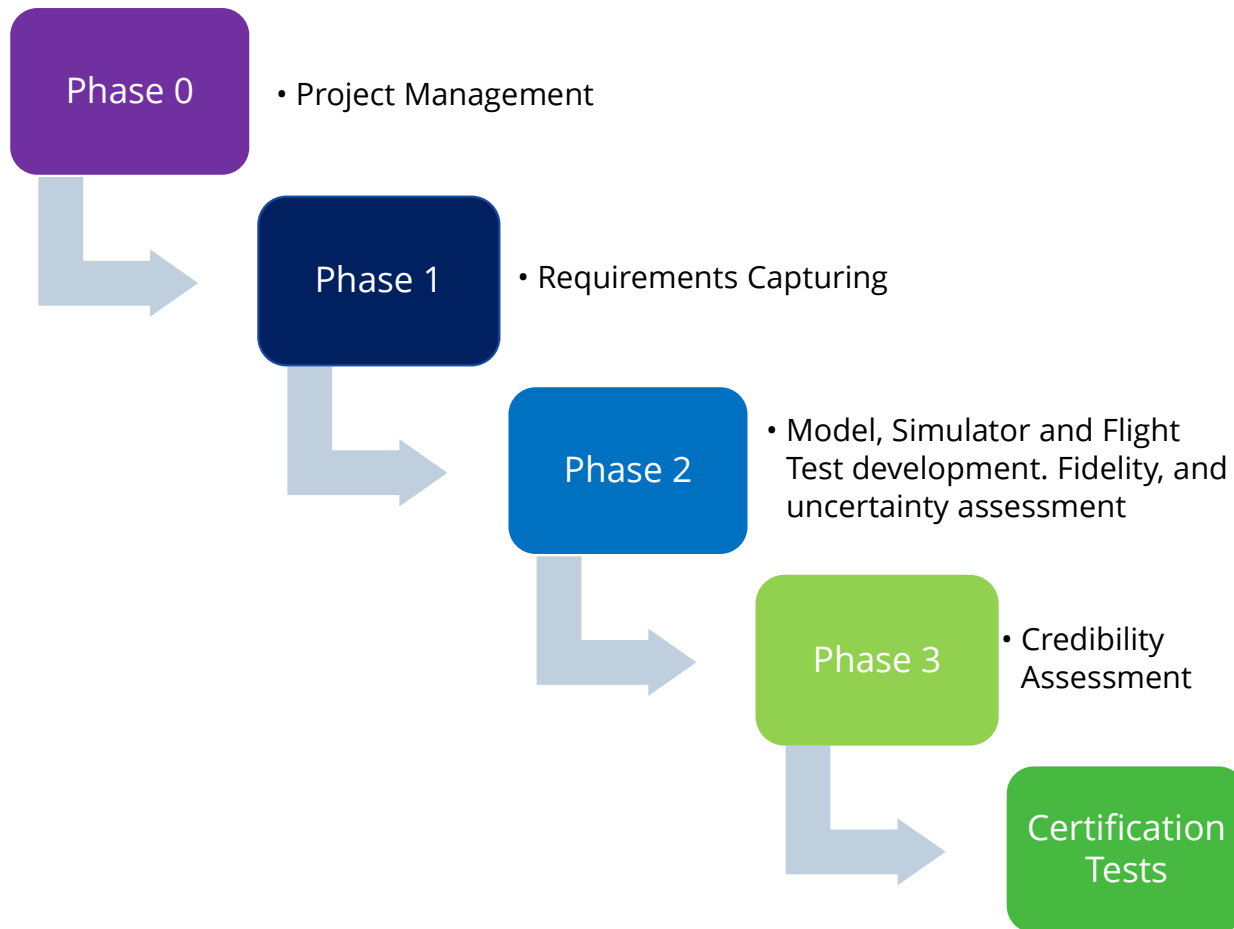 Phase 0
• Project Management
Phase 1
• Requirements Capturing
Phase 2
• Model, Simulator and Flight
Test development. Fidelity, and
uncertainty assessment
Phase 3
• Credibility
Assessment
Certification
Tests